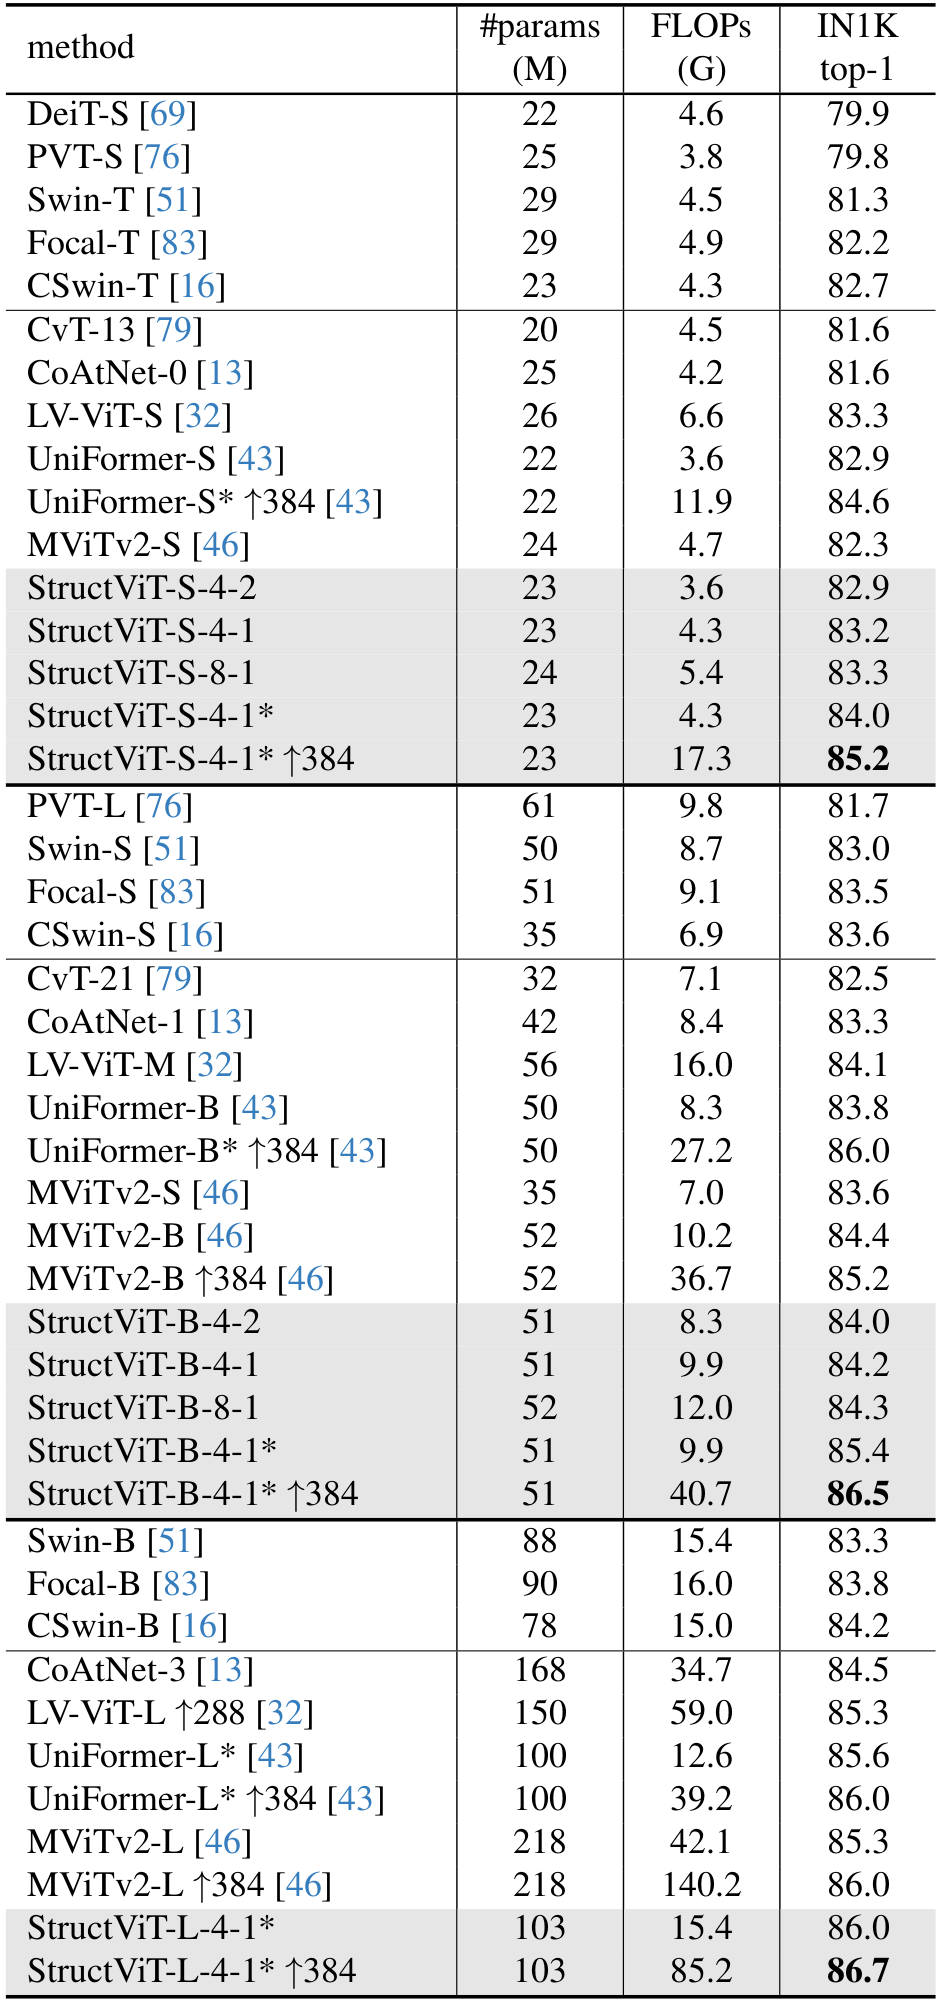 method #params (M) FLOPs (G) IN1K top-1
DeiT-S [69] 22 4.6 79.9
PVT-S [76] 25 3.8 79.8
Swin-T [51] 29 4.5 81.3
Focal-T [83] 29 4.9 82.2
CSwin-T [16] 23 4.3 82.7
CvT-13 [79] 20 4.5 81.6
CoAtNet-0 [13] 25 4.2 81.6
LV-ViT-S [32] 26 6.6 83.3
UniFormer-S [43] 22 3.6 82.9
UniFormer-S* ↑384 [43] 22 11.9 84.6
MViTv2-S [46] 24 4.7 82.3
StructViT-S-4-2 23 3.6 82.9
StructViT-S-4-1 23 4.3 83.2
StructViT-S-8-1 24 5.4 83.3
StructViT-S-4-1* 23 4.3 84.0
StructViT-S-4-1* ↑384 23 17.3 85.2
PVT-L [76] 61 9.8 81.7
Swin-S [51] 50 8.7 83.0
Focal-S [83] 51 9.1 83.5
CSwin-S [16] 35 6.9 83.6
CvT-21 [79] 32 7.1 82.5
CoAtNet-1 [13] 42 8.4 83.3
LV-ViT-M [32] 56 16.0 84.1
UniFormer-B [43] 50 8.3 83.8
UniFormer-B* ↑384 [43] 50 27.2 86.0
MViTv2-S [46] 35 7.0 83.6
MViTv2-B [46] 52 10.2 84.4
MViTv2-B ↑384 [46] 52 36.7 85.2
StructViT-B-4-2 51 8.3 84.0
StructViT-B-4-1 51 9.9 84.2
StructViT-B-8-1 52 12.0 84.3
StructViT-B-4-1* 51 9.9 85.4
StructViT-B-4-1* ↑384 51 40.7 86.5
Swin-B [51] 88 15.4 83.3
Focal-B [83] 90 16.0 83.8
CSwin-B [16] 78 15.0 84.2
CoAtNet-3 [13] 168 34.7 84.5
LV-ViT-L ↑288 [32] 150 59.0 85.3
UniFormer-L* [43] 100 12.6 85.6
UniFormer-L* ↑384 [43] 100 39.2 86.0
MViTv2-L [46] 218 42.1 85.3
MViTv2-L ↑384 [46] 218 140.2 86.0
StructViT-L-4-1* 103 15.4 86.0
StructViT-L-4-1* ↑384 103 85.2 86.7